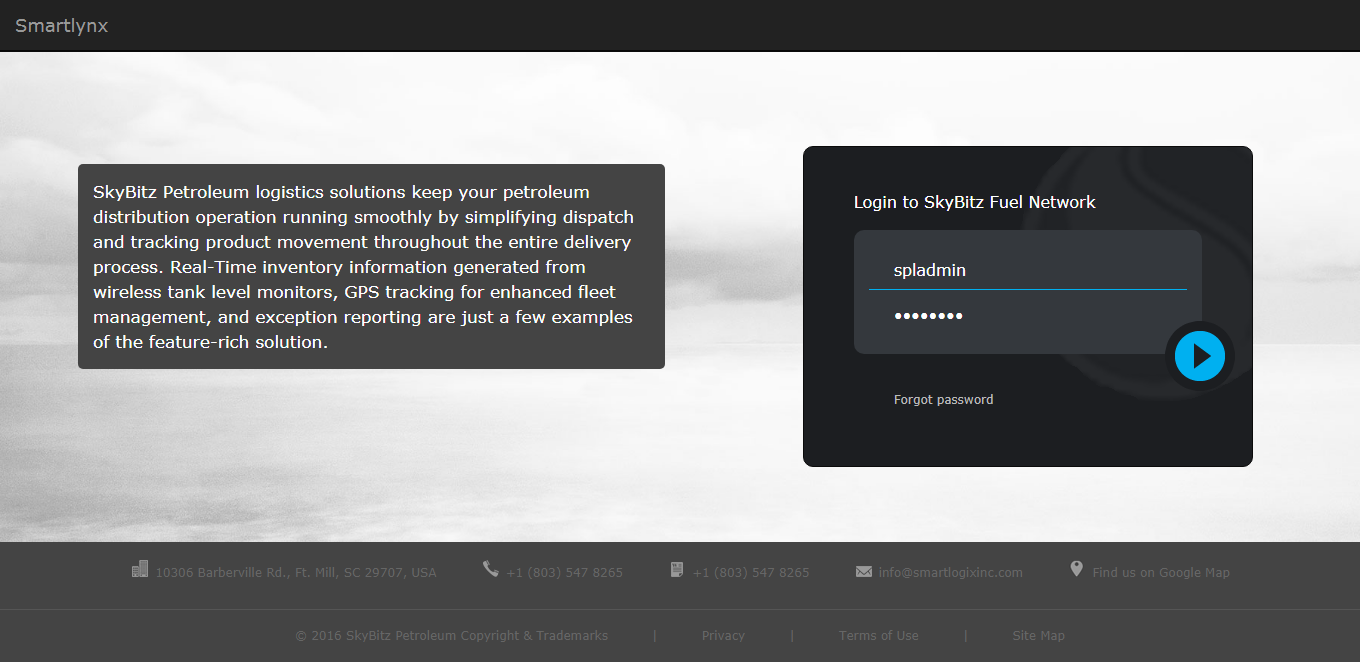 Smartlynx
SkyBitz Petroleum logistics solutions keep your petroleum
distribution operation running smoothly by simplifying dispatch
and tracking product movement throughout the entire delivery
process. Real-Time inventory information generated from
wireless tank level monitors, GPS tracking for enhanced fleet
management, and exception reporting are just a few examples
of the feature-rich solution.
Login to SkyBitz Fuel Network
spladmin
••••••••
Forgot password
10306 Barberville Rd., Ft. Mill, SC 29707, USA
+1 (803) 547 8265
+1 (803) 547 8265
info@smartlogixinc.com
Find us on Google Map
© 2016 SkyBitz Petroleum Copyright & Trademarks | Privacy | Terms of Use | Site Map